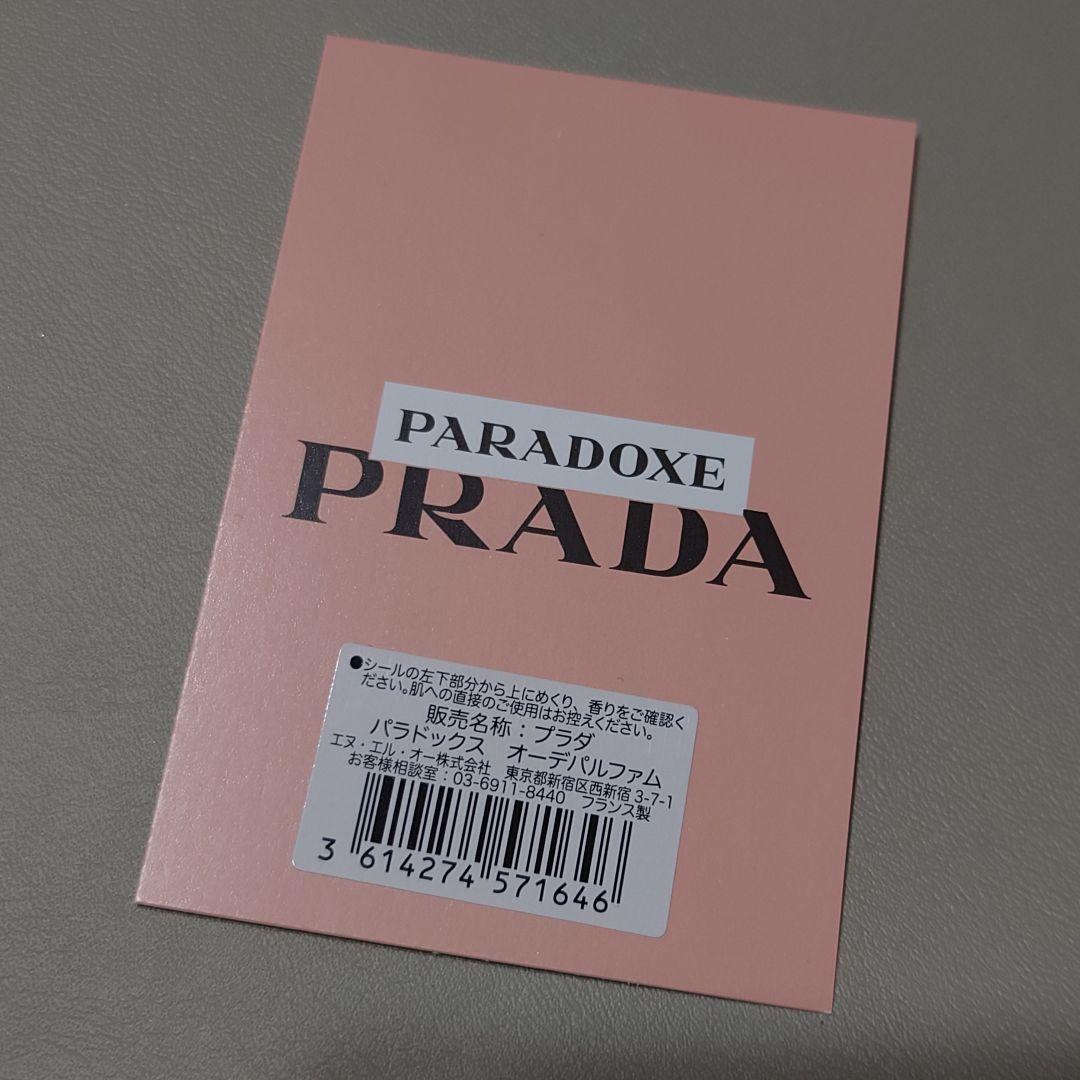 PARADOXE
PRADA
●シールの左下部分から上にめくり、香りをご確認く
ださい。肌への直接のご使用はお控えください。
販売名称：プラダ
パラドックス　オーデパルファム
エヌ・エル・オー株式会社　東京都新宿区西新宿3-7-1
お客様相談室：03-6911-8440　フランス製
3 614274 571646